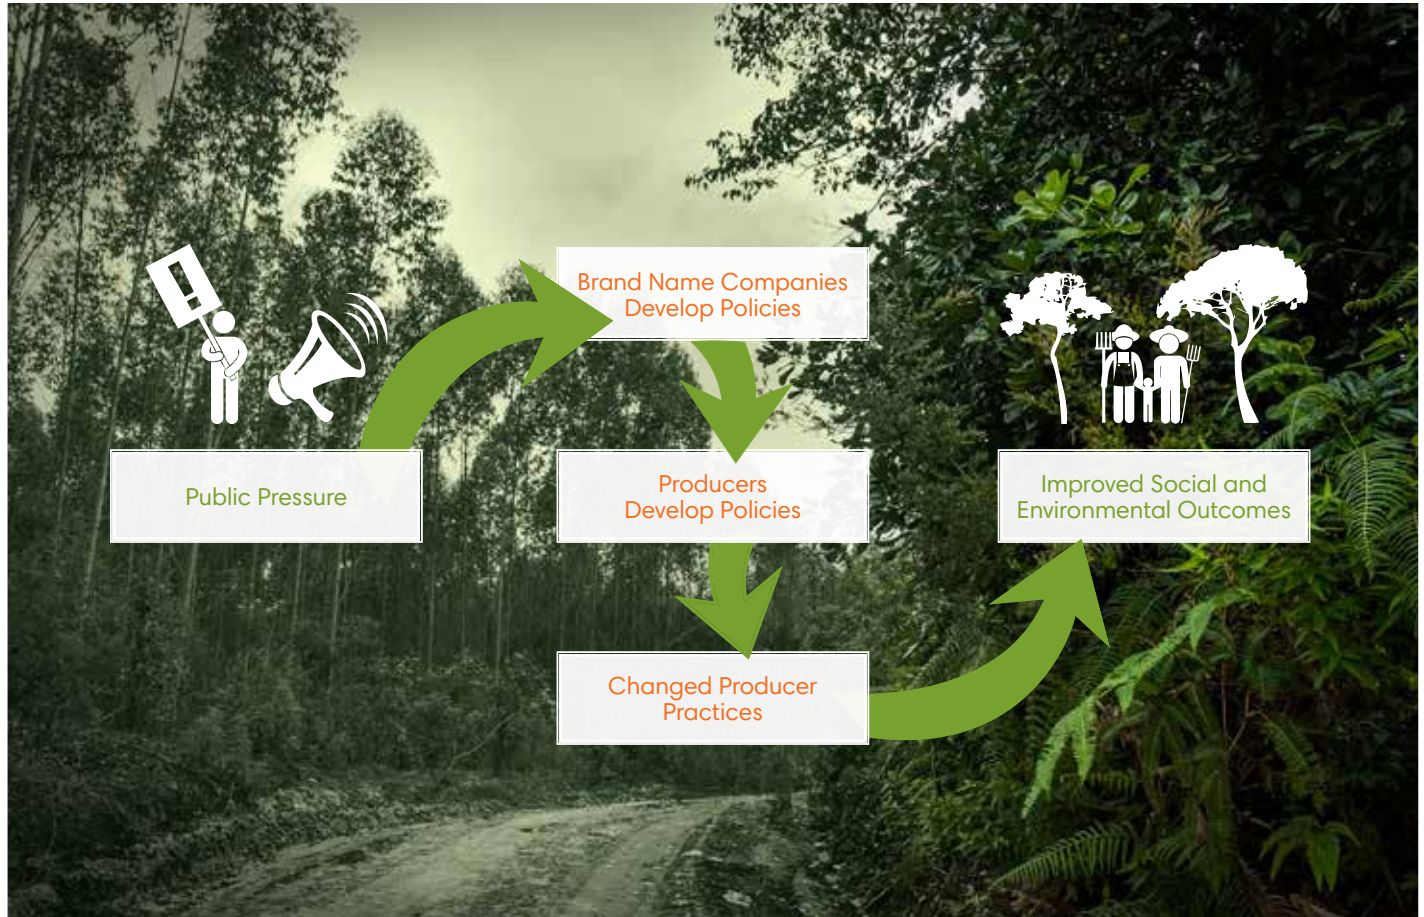 Public Pressure
Brand Name Companies
Develop Policies
Producers
Develop Policies
Changed Producer
Practices
Improved Social and
Environmental Outcomes